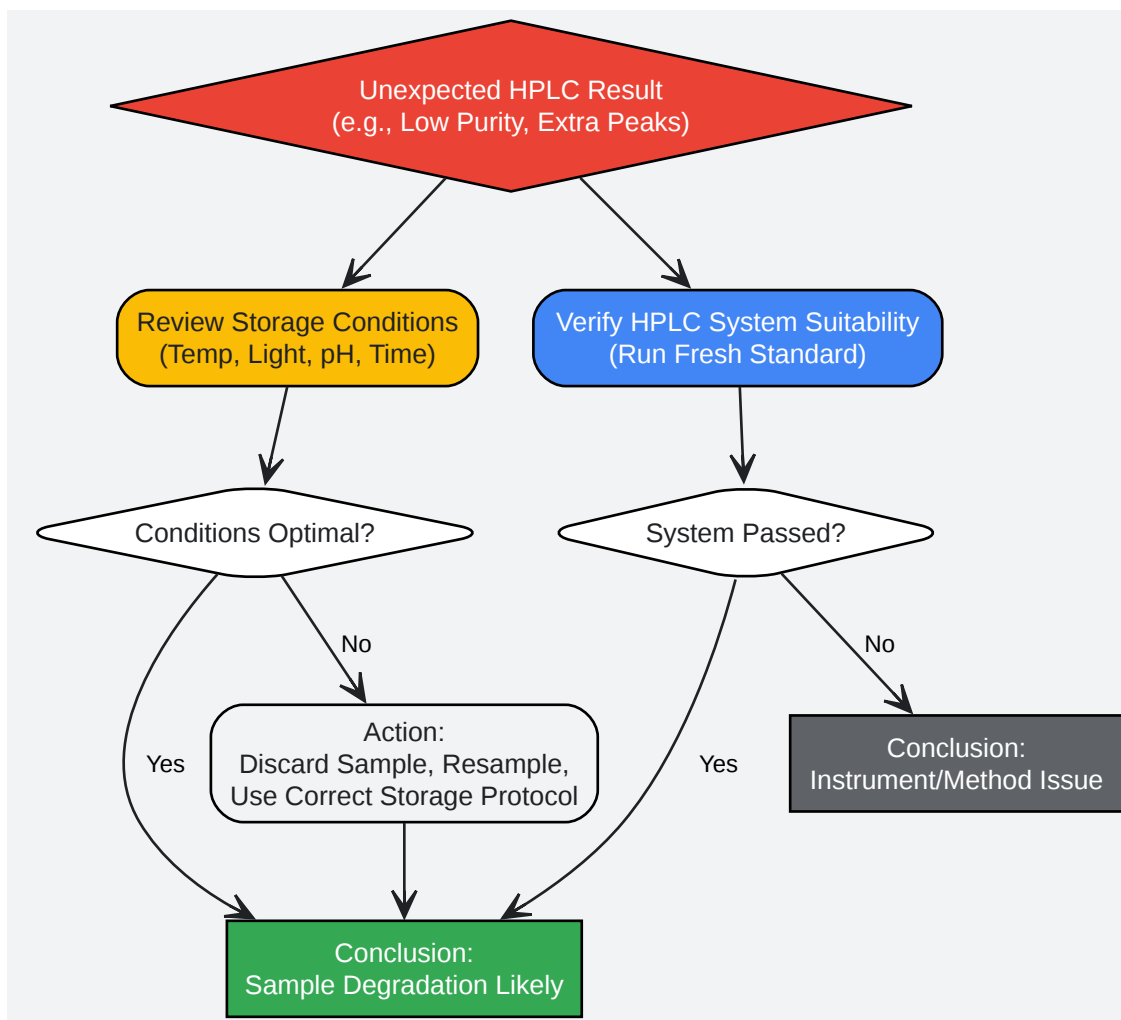 Unexpected HPLC Result
(e.g., Low Purity, Extra Peaks)
Review Storage Conditions
(Temp, Light, pH, Time)
Verify HPLC System Suitability
(Run Fresh Standard)
Conditions Optimal?
System Passed?
No
No
Action:
Discard Sample, Resample,
Use Correct Storage Protocol
Yes
Yes
Conclusion:
Instrument/Method Issue
Conclusion:
Sample Degradation Likely